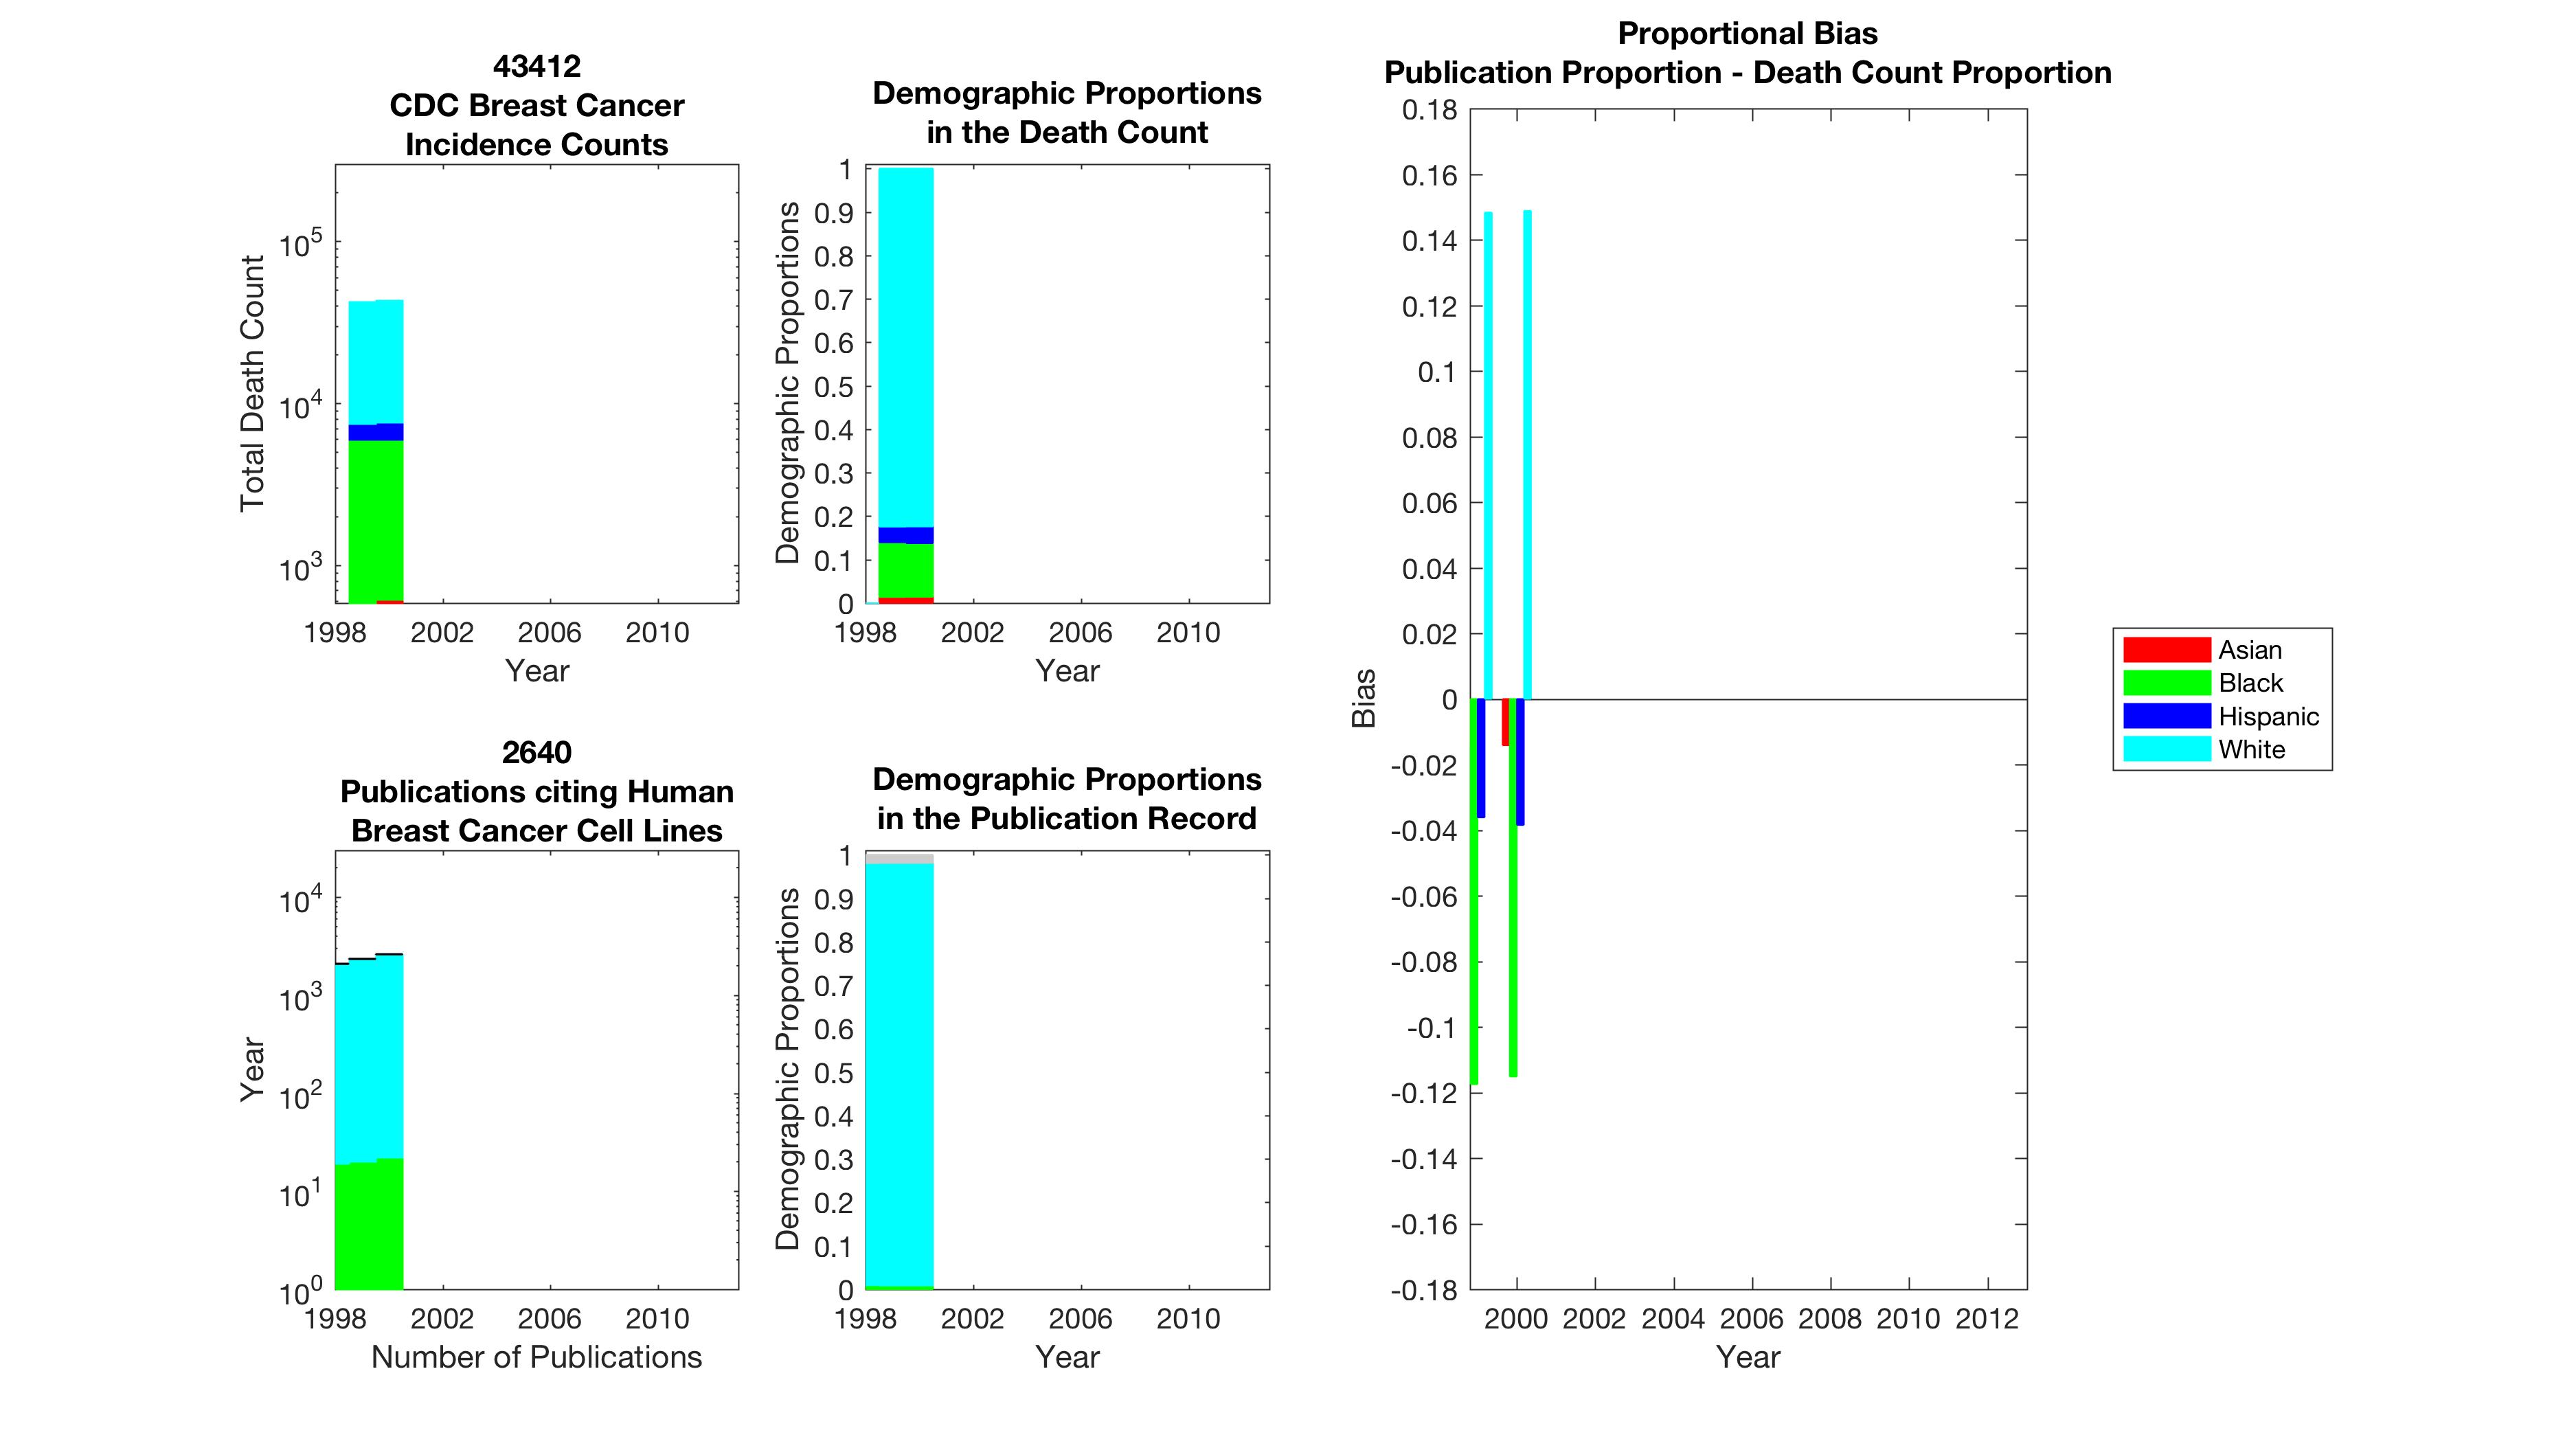 43412
CDC Breast Cancer
Incidence Counts
10^5
10^4
10^3
Total Death Count
1998 2002 2006 2010
Year
Demographic Proportions
in the Death Count
1
0.9
0.8
0.7
0.6
0.5
0.4
0.3
0.2
0.1
0
Demographic Proportions
1998 2002 2006 2010
Year
2640
Publications citing Human
Breast Cancer Cell Lines
10^4
10^3
10^2
10^1
10^0
Year
1998 2002 2006 2010
Number of Publications
Demographic Proportions
in the Publication Record
1
0.9
0.8
0.7
0.6
0.5
0.4
0.3
0.2
0.1
0
Demographic Proportions
1998 2002 2006 2010
Year
Proportional Bias
Publication Proportion - Death Count Proportion
0.18
0.16
0.14
0.12
0.1
0.08
0.06
0.04
0.02
0
-0.02
-0.04
-0.06
-0.08
-0.1
-0.12
-0.14
-0.16
-0.18
Bias
2000 2002 2004 2006 2008 2010 2012
Year
Asian
Black
Hispanic
White